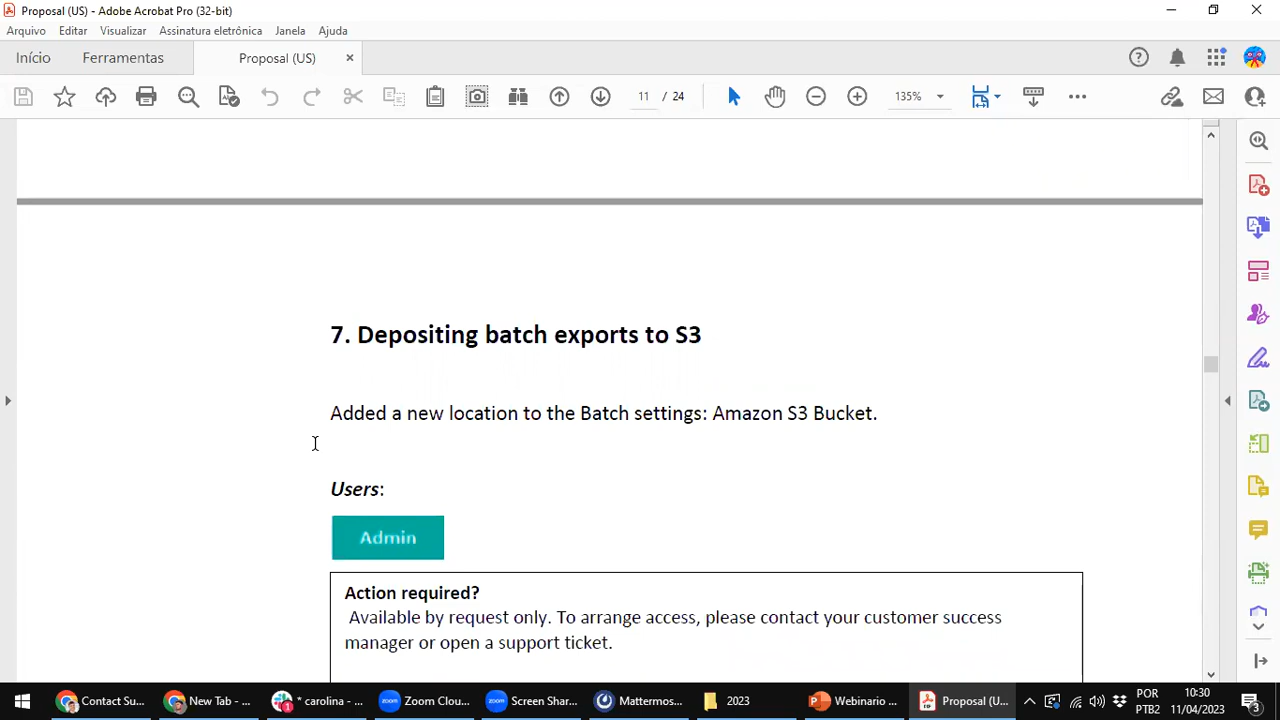 Proposal (US) - Adobe Acrobat Pro (32-bit)
Arquivo Editar Visualizar Assinatura eletrônica Janela Ajuda
Início Ferramentas Proposal (US)
11 / 24 135%
7. Depositing batch exports to S3
Added a new location to the Batch settings: Amazon S3 Bucket.
Users:
Admin
Action required?
Available by request only. To arrange access, please contact your customer success
manager or open a support ticket.
Contact Su... New Tab - ... * carolina - ... Zoom Clou... Screen Shar... Mattermos... 2023 Webinario ... Proposal (U...
POR
PTB2
10:30
11/04/2023
3